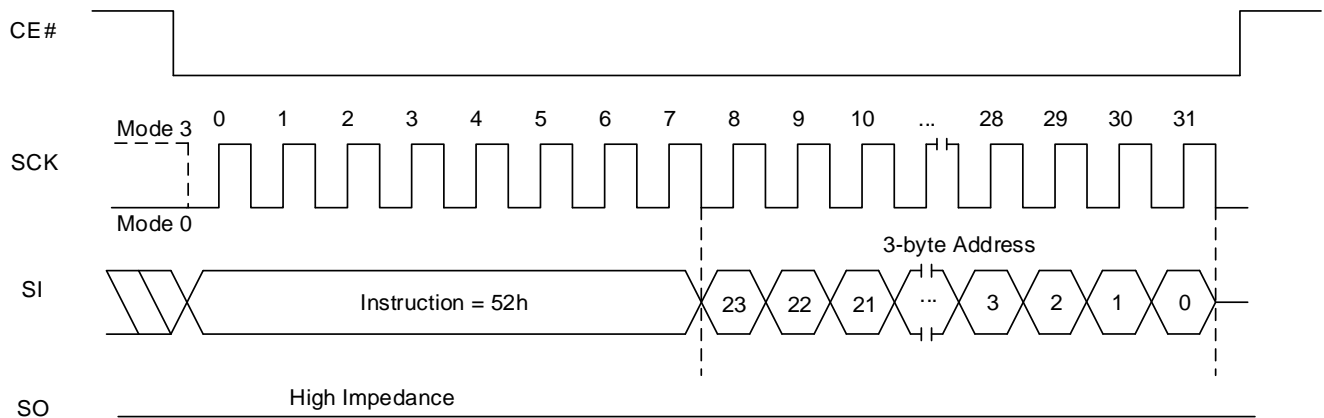 CE#
0 1 2 3 4 5 6 7 8 9 10 ... 28 29 30 31
Mode 3
SCK
Mode 0
3-byte Address
SI
Instruction = 52h 23 22 21 ... 3 2 1 0
High Impedance
SO